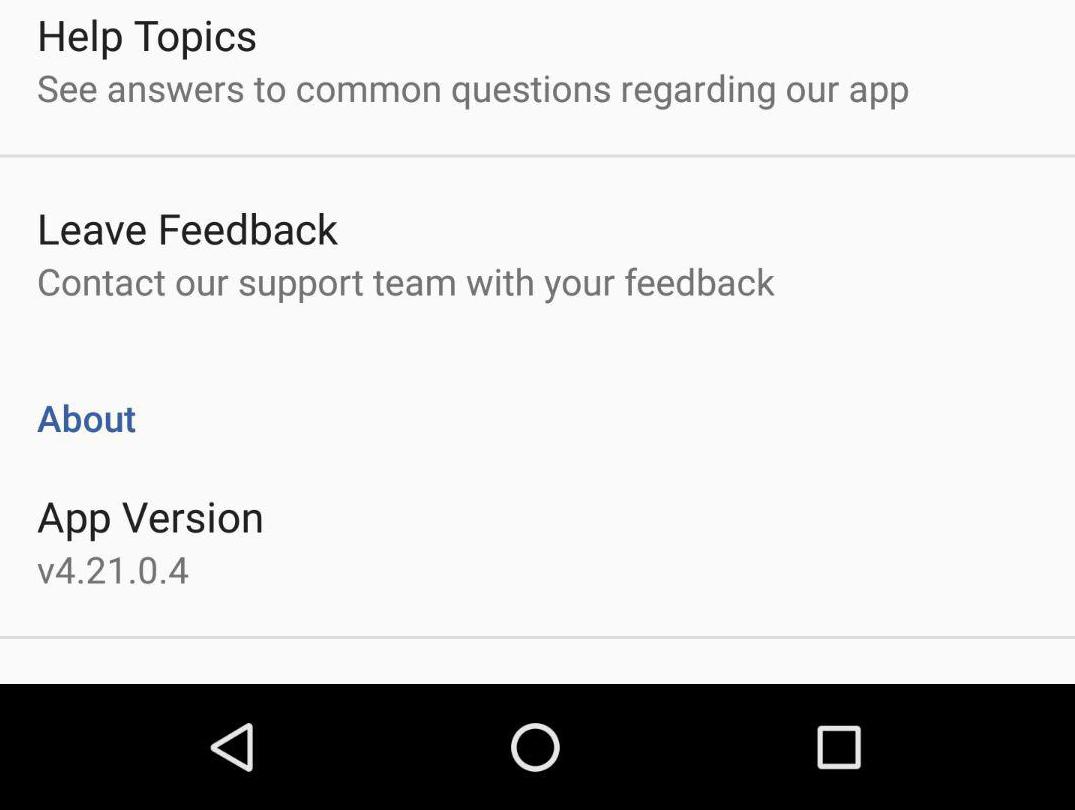 Help Topics
See answers to common questions regarding our app
Leave Feedback
Contact our support team with your feedback
About
App Version
v4.21.0.4